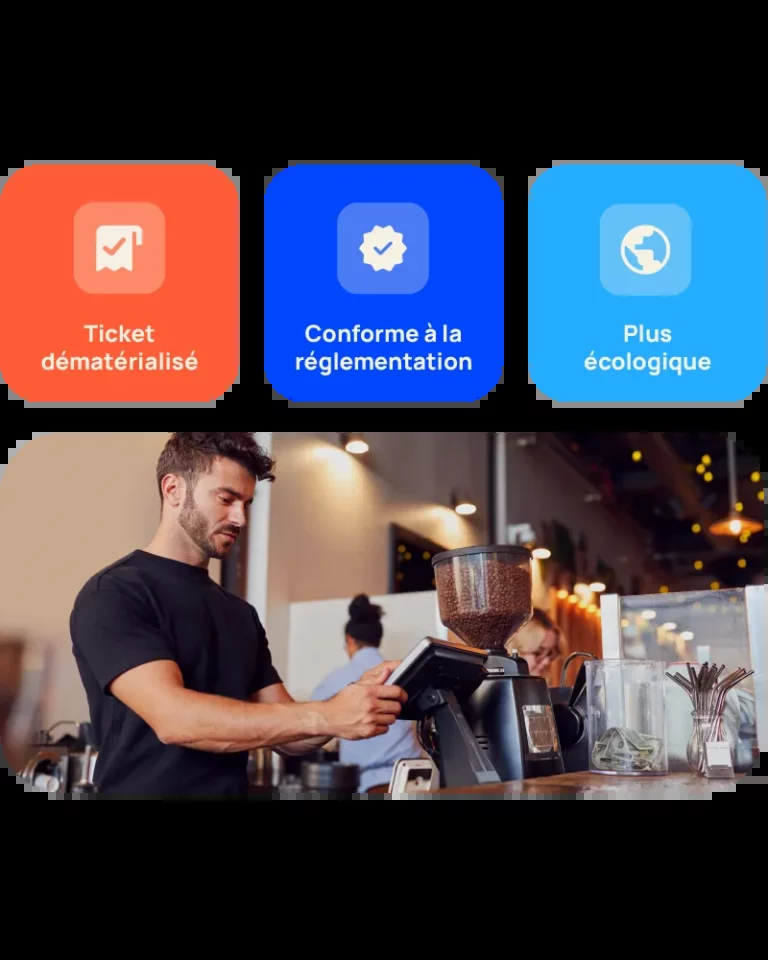 Ticket
dématérialisé
Conforme à la
réglementation
Plus
écologique